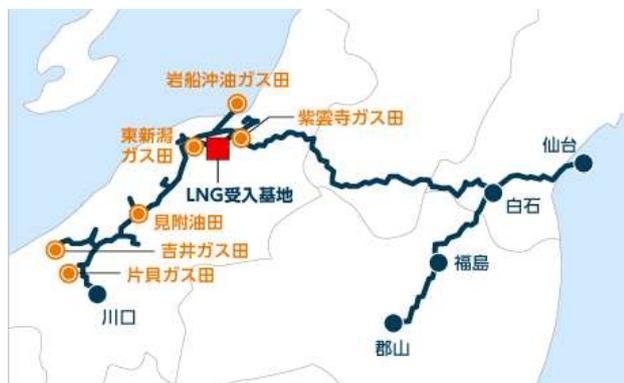 岩船沖油ガス田
紫雲寺ガス田
東新潟
ガス田
仙台
LNG受入基地
白石
見附油田
吉井ガス田
福島
片貝ガス田
川口
郡山